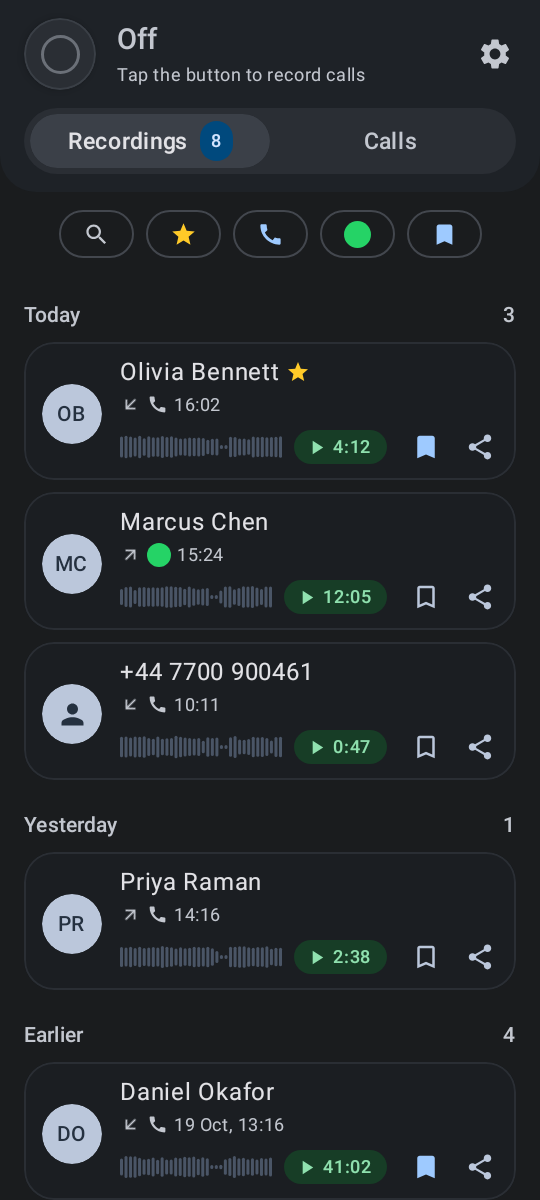 Off
Tap the button to record calls
Recordings 8
Calls
Today 3
OB
Olivia Bennett
16:02
4:12
MC
Marcus Chen
15:24
12:05
+44 7700 900461
10:11
0:47
Yesterday 1
PR
Priya Raman
14:16
2:38
Earlier 4
DO
Daniel Okafor
19 Oct, 13:16
41:02